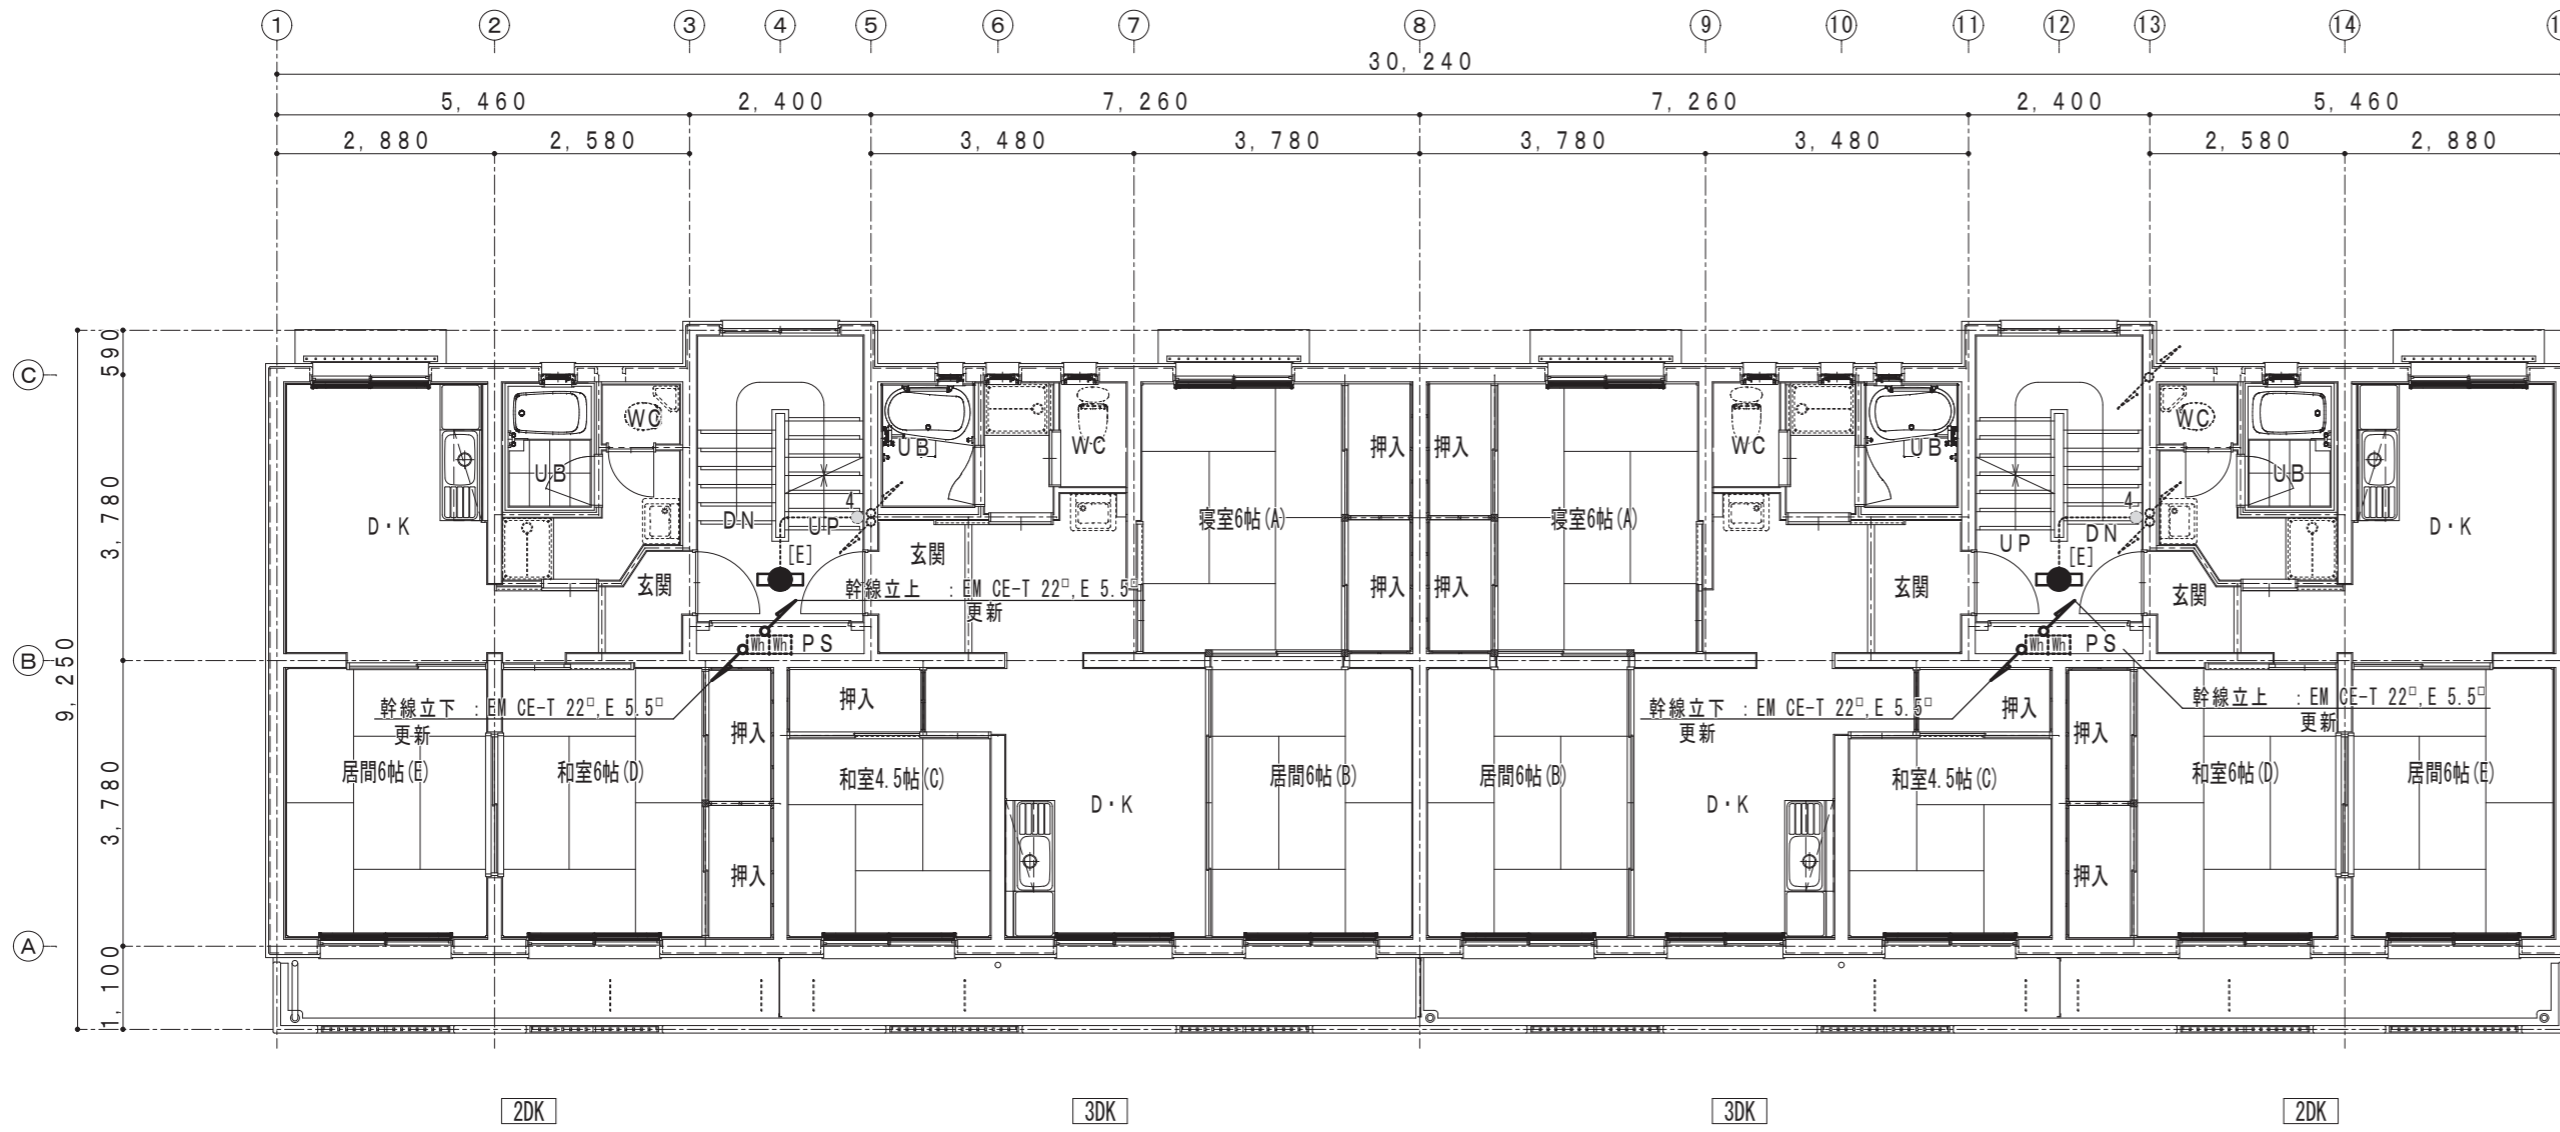 1 2 3 4 5 6 7 8 9 10 11 12 13 14
30,240
5,460 2,400 7,260 7,260 2,400 5,460
2,880 2,580 3,480 3,780 3,780 3,480 2,580 2,880
C
B
A
590
3,780
9,250
3,780
1,100
WC WC WC WC
UB UB UB UB
押入 押入
4 4
D・K DN UP 寝室6帖(A) 寝室6帖(A) UP DN D・K
[E] [E]
玄関 玄関 玄関 玄関
押入 押入
幹線立上 :EM CE-T 22□,E 5.5□
更新
Wh Wh PS Wh Wh PS
幹線立下 :EM CE-T 22□,E 5.5□
更新
押入 押入
幹線立下 :EM CE-T 22□,E 5.5□
更新
押入 押入
幹線立上 :EM CE-T 22□,E 5.5□
更新
居間6帖(E) 和室6帖(D) 和室4.5帖(C) 居間6帖(B) 居間6帖(B) 和室4.5帖(C) 和室6帖(D) 居間6帖(E)
D・K D・K
押入 押入
2DK 3DK 3DK 2DK